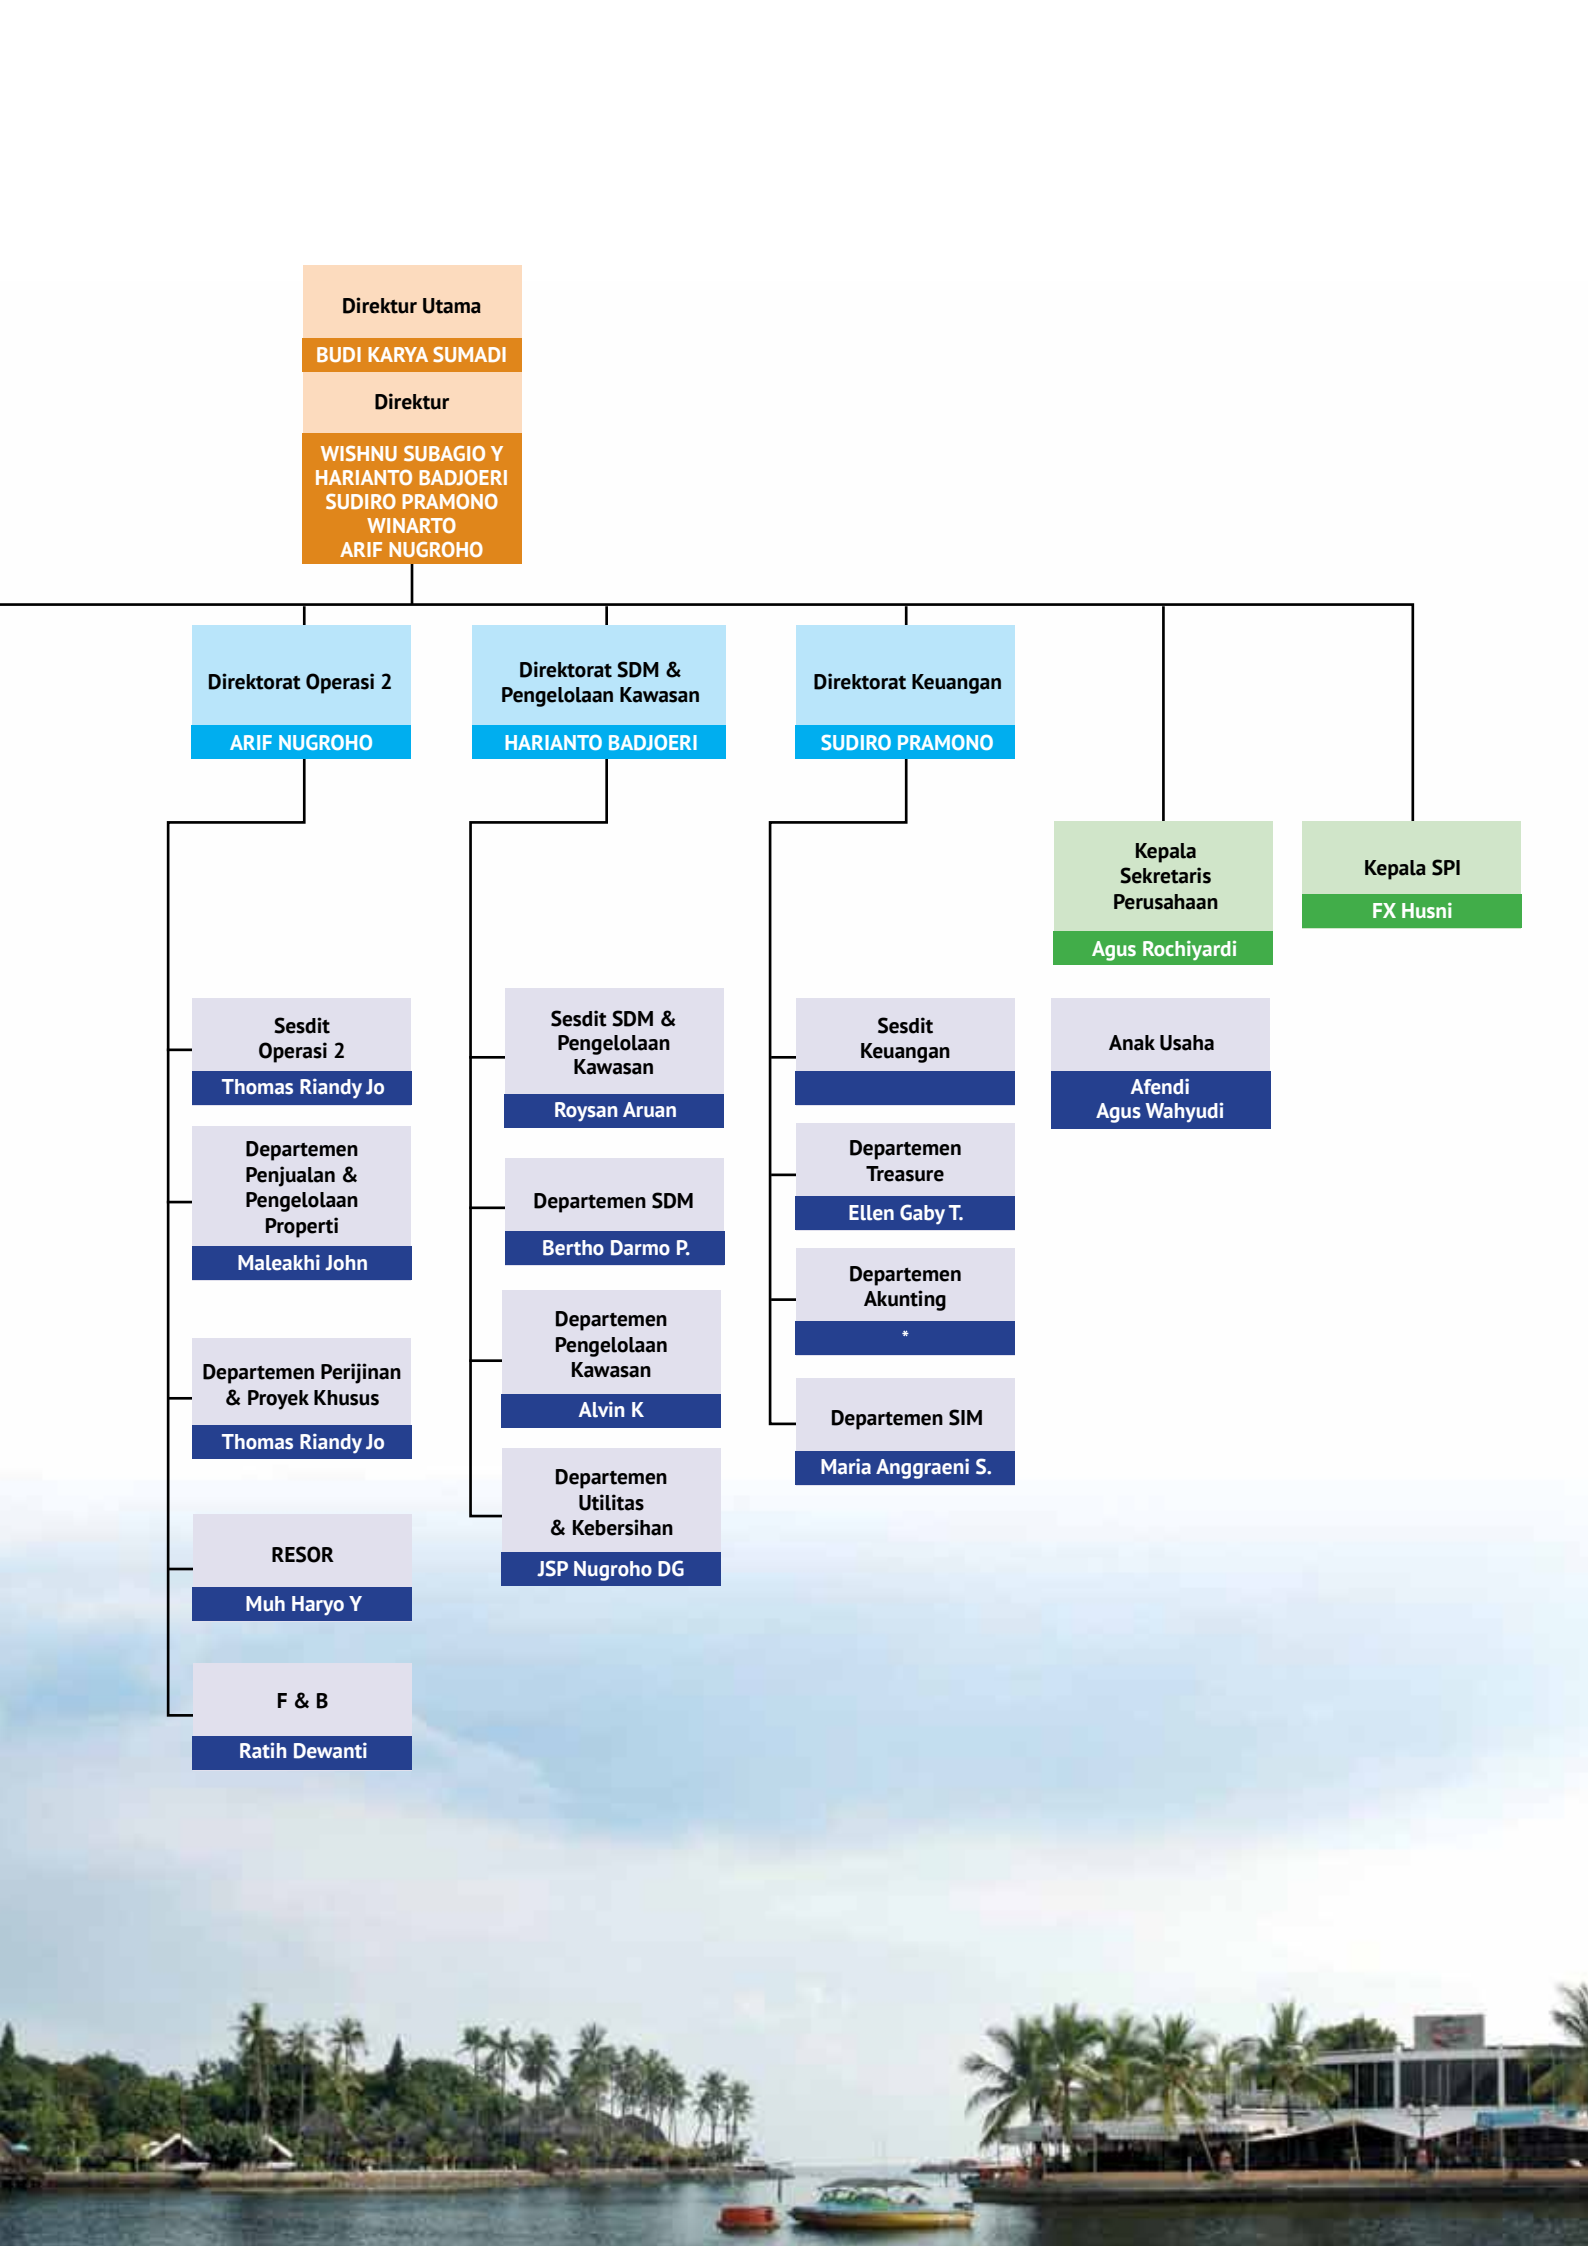 Direktur Utama
BUDI KARYA SUMADI
Direktur
WISHNU SUBAGIO Y
HARIANTO BADJOERI
SUDIRO PRAMONO
WINARTO
ARIF NUGROHO
Direktorat Operasi 2
ARIF NUGROHO
Direktorat SDM &
Pengelolaan Kawasan
HARIANTO BADJOERI
Direktorat Keuangan
SUDIRO PRAMONO
Kepala
Sekretaris
Perusahaan
Agus Rochiyardi
Kepala SPI
FX Husni
Sesdit
Operasi 2
Thomas Riandy Jo
Departemen
Penjualan &
Pengelolaan
Properti
Maleakhi John
Departemen Perijinan
& Proyek Khusus
Thomas Riandy Jo
RESOR
Muh Haryo Y
F & B
Ratih Dewanti
Sesdit SDM &
Pengelolaan
Kawasan
Roysan Aruan
Departemen SDM
Bertho Darmo P.
Departemen
Pengelolaan
Kawasan
Alvin K
Departemen
Utilitas
& Kebersihan
JSP Nugroho DG
Sesdit
Keuangan
Departemen
Treasure
Ellen Gaby T.
Departemen
Akunting
*
Departemen SIM
Maria Anggraeni S.
Anak Usaha
Afendi
Agus Wahyudi